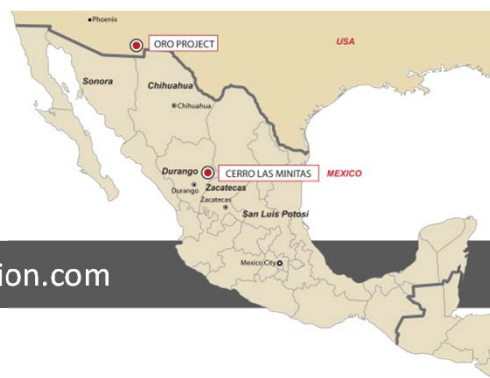 Phoenix
ORO PROJECT
USA
Sonora
Chihuahua
Chihuahua
Durango
CERRO LAS MINITAS
MEXICO
Durango
Zacatecas
Zacatecas
San Luis Potosi
Mexico City
ion.com